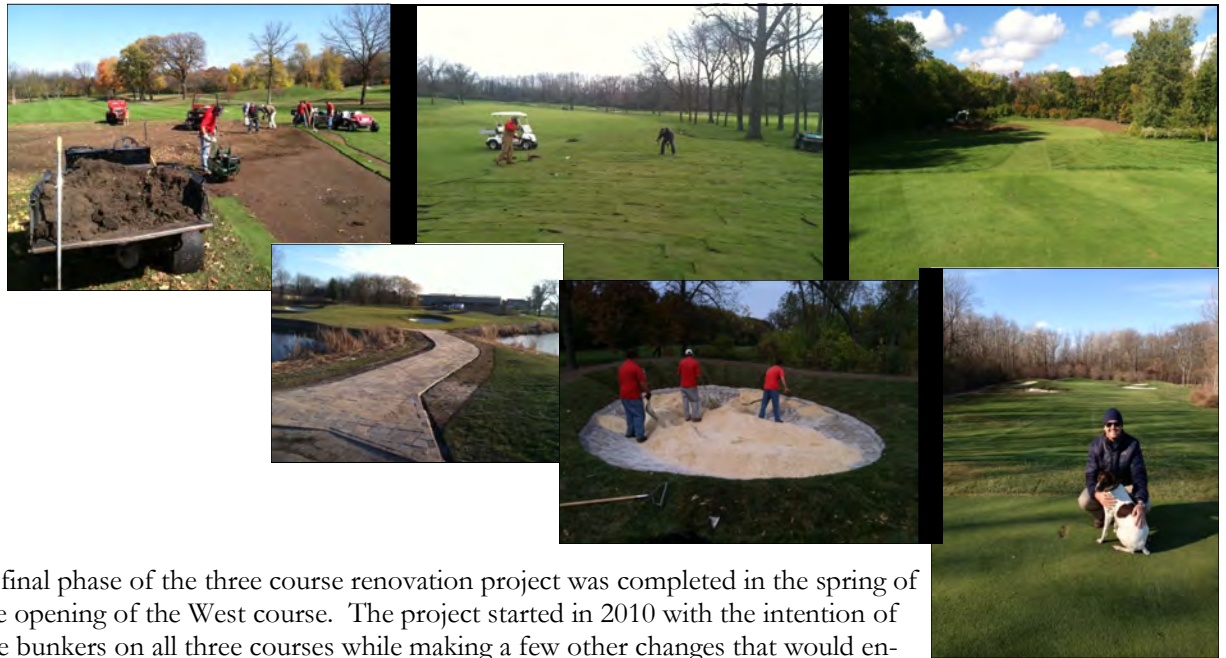 final phase of the three course renovation project was completed in the spring of
e opening of the West course. The project started in 2010 with the intention of
e bunkers on all three courses while making a few other changes that would en-